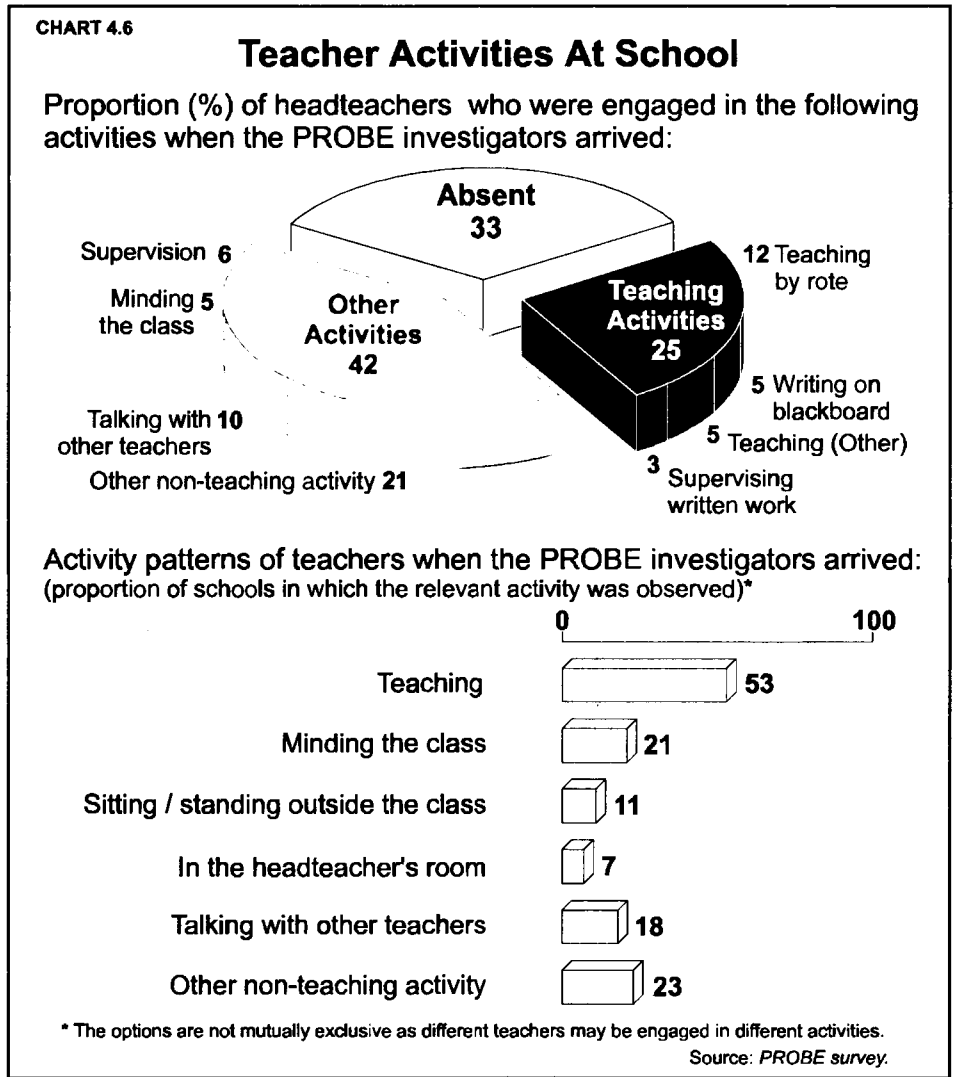 CHART 4.6
Teacher Activities At School
Proportion (%) of headteachers who were engaged in the following
activities when the PROBE investigators arrived:
Absent
33
Supervision 6
Minding 5
the class
Other
Activities
42
Talking with 10
other teachers
Other non-teaching activity 21
Teaching
Activities
25
12 Teaching
by rote
5 Writing on
blackboard
5 Teaching (Other)
3 Supervising
written work
Activity patterns of teachers when the PROBE investigators arrived:
(proportion of schools in which the relevant activity was observed)*
0 100
Teaching 53
Minding the class 21
Sitting / standing outside the class 11
In the headteacher's room 7
Talking with other teachers 18
Other non-teaching activity 23
* The options are not mutually exclusive as different teachers may be engaged in different activities.
Source: PROBE survey.